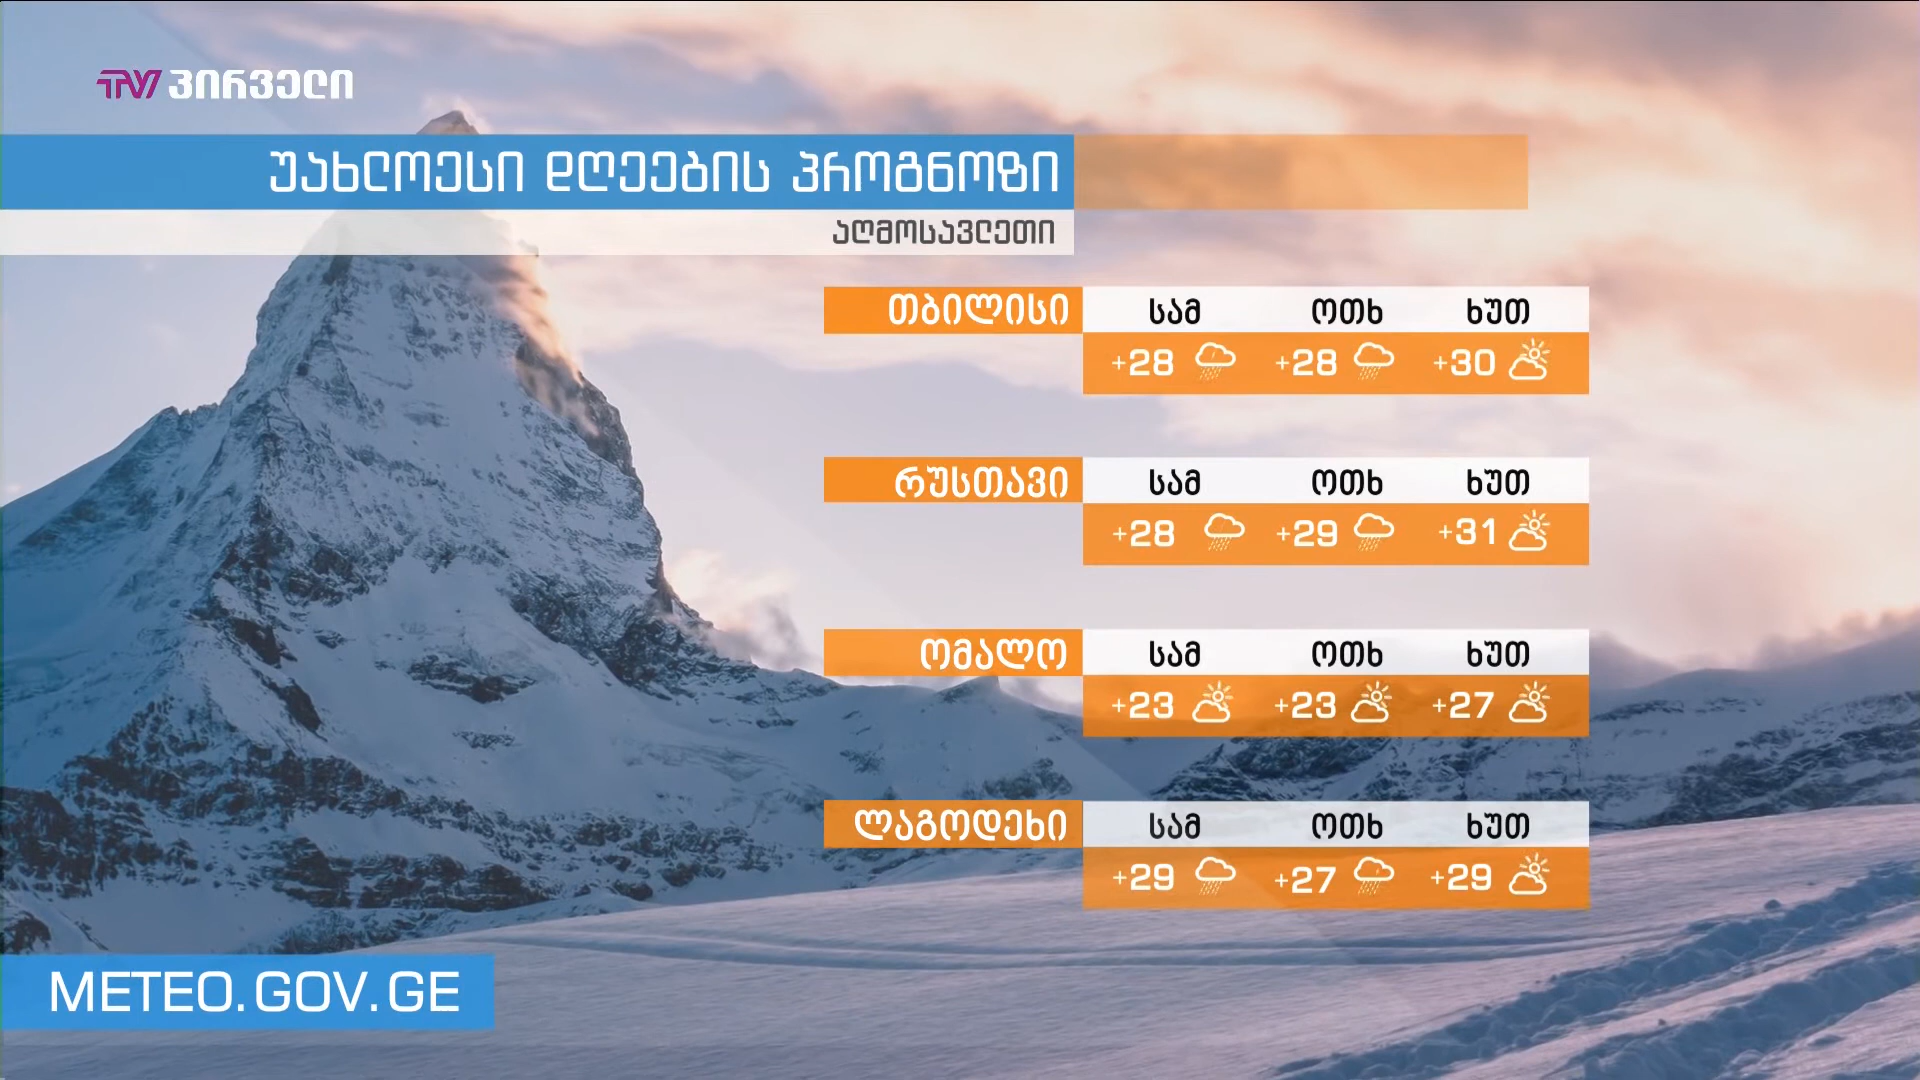 TV პირველი
უახლოესი დღეების პროგნოზი
აღმოსავლეთი
თბილისი სამ ოთხ ხუთ
+28 +28 +30
რუსთავი სამ ოთხ ხუთ
+28 +29 +31
ომალო სამ ოთხ ხუთ
+23 +23 +27
ლაგოდეხი სამ ოთხ ხუთ
+29 +27 +29
METEO.GOV.GE